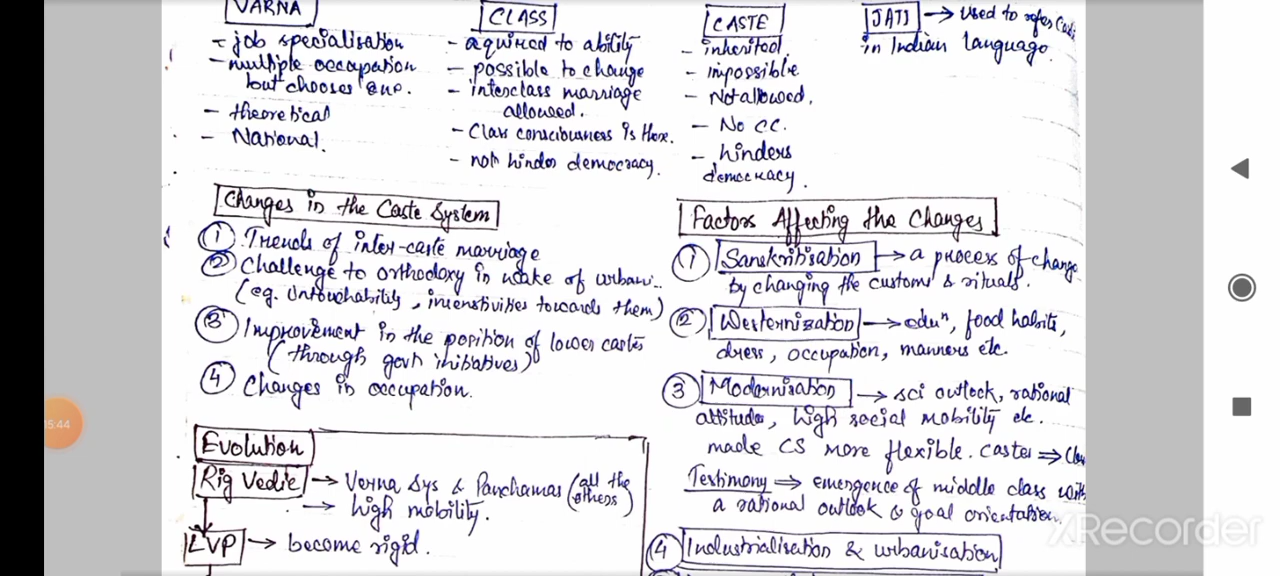 VARNA
- job specialisation
- multiple occupation
but chooses one.
- theoretical
- National.
CLASS
- aquired to ability
- possible to change
- interclass marriage
allowed.
- Class consciousness is there.
- not hinder democracy.
CASTE
- inherited.
- impossible
- Not allowed.
- No CC.
- hinders
democracy.
JATI → Used to refer
in Indian language.
Changes in the Caste System
① Trends of inter-caste marriage
② Challenge to orthodoxy in wake of urbani..
(eg. Untouchability, insenstivities towards them)
③ Improvement in the position of lower castes
(through govt initiatives)
④ Changes in occupation.
Factors Affecting the Changes
① Sanskritisation → a process of change
by changing the customs & rituals.
② Westernization → eduⁿ, food habits,
dress, occupation, manners etc.
③ Modernisation → sci outlook, rational
attitude, high social mobility etc.
made CS more flexible. castes ⇒
Testimony ⇒ emergence of middle class with
a rational outlook & goal orientation.
④ Industrialisation & urbanisation
Evolution
Rig Vedic → Verna Sys & Panchamas (all the
others)
→ high mobility.
LVP → become rigid.
15:44
XRecorder